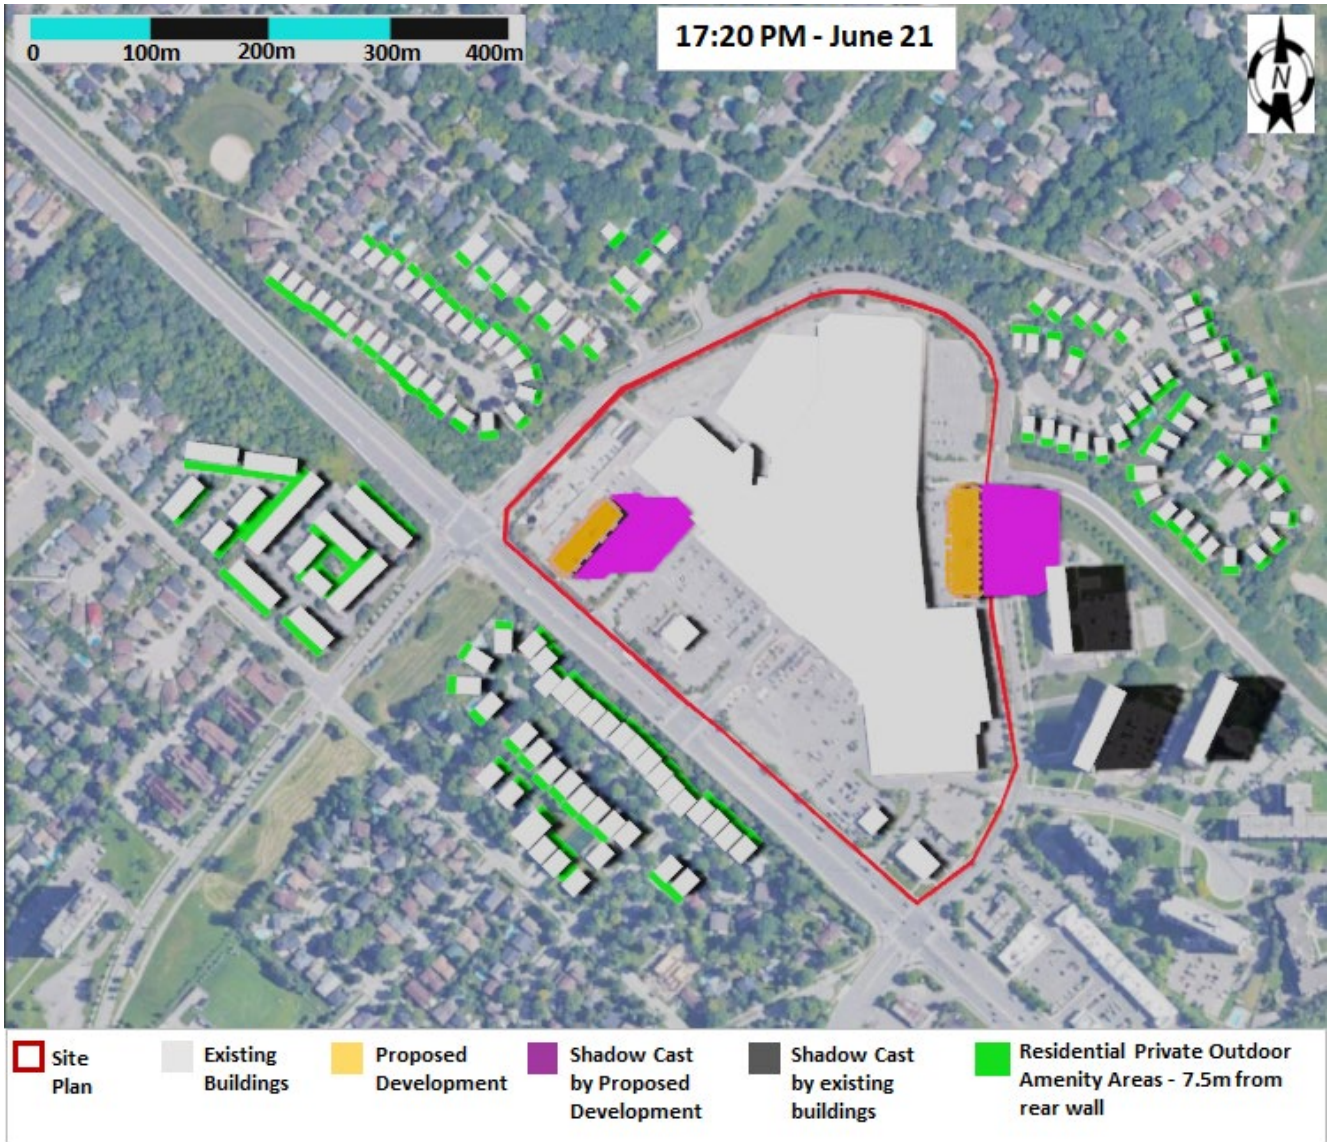 0 100m 200m 300m 400m
17:20 PM - June 21
N
Site
Plan
Existing
Buildings
Proposed
Development
Shadow Cast
by Proposed
Development
Shadow Cast
by existing
buildings
Residential Private Outdoor
Amenity Areas - 7.5m from
rear wall